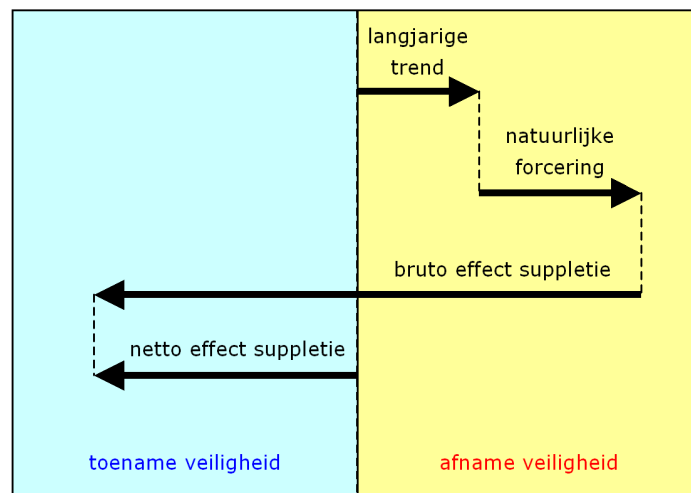 langjarige
trend
natuurlijke
forcering
bruto effect suppletie
netto effect suppletie
toename veiligheid
afname veiligheid